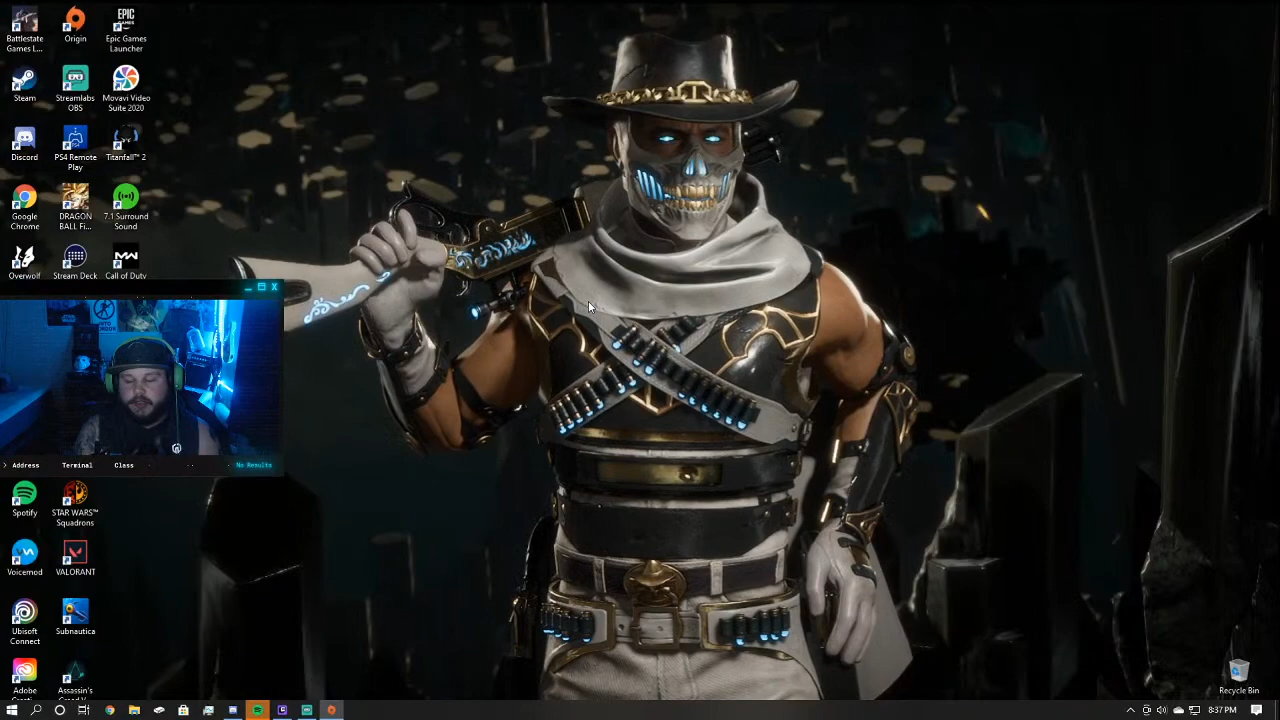 Battlestate
Games L...
Origin
EPIC
GAMES
Epic Games
Launcher
Steam
Streamlabs
OBS
Movavi Video
Suite 2020
Discord
PS4 Remote
Play
Titanfall™ 2
Google
Chrome
DRAGON
BALL Fi...
7.1 Surround
Sound
Overwolf
Stream Deck
Call of Duty
X
STAR WARS
Address
Terminal
Class
No Results
Spotify
STAR WARS™
Squadrons
Voicemod
VALORANT
Ubisoft
Connect
Subnautica
Adobe
Assassin's
Recycle Bin
8:37 PM